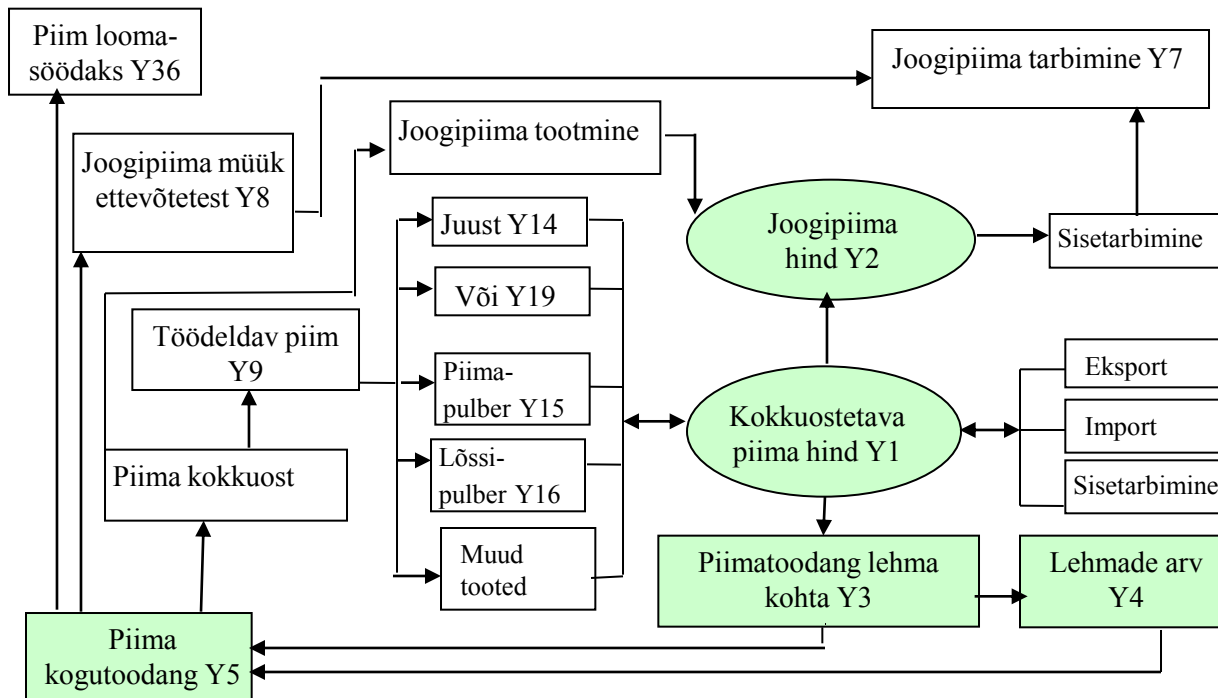 Piim looma-
söödaks Y36
Joogipiima tarbimine Y7
Joogipiima tootmine
Joogipiima müük
ettevõtetest Y8
Juust Y14
Joogipiima
hind Y2
Sisetarbimine
Või Y19
Töödeldav piim
Y9
Piima-
pulber Y15
Kokkuostetava
piima hind Y1
Eksport
Import
Sisetarbimine
Piima kokkuost
Lõssi-
pulber Y16
Muud
tooted
Piimatoodang lehma
kohta Y3
Lehmade arv
Y4
Piima
kogutoodang Y5